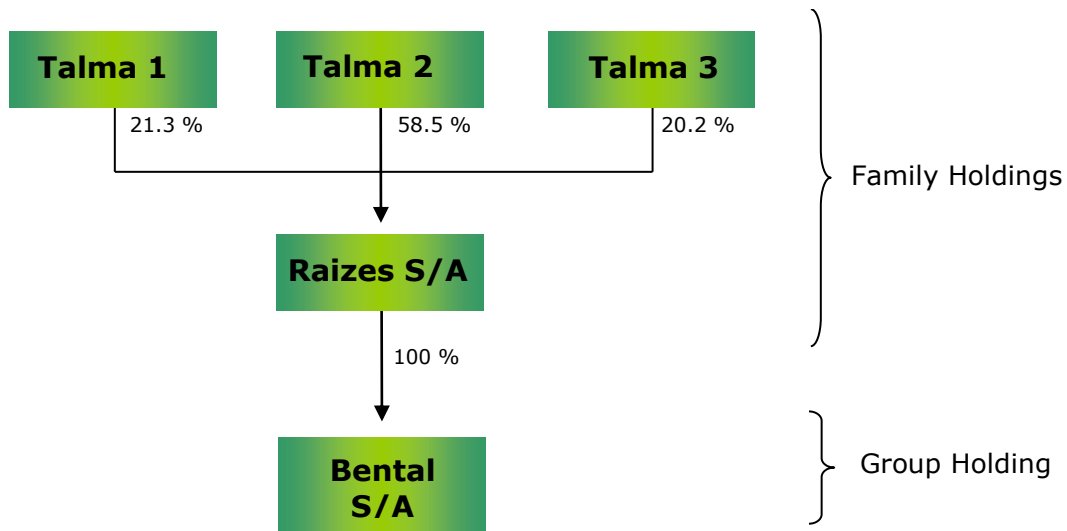 Talma 1
Talma 2
Talma 3
21.3 %
58.5 %
20.2 %
Family Holdings
Raizes S/A
100 %
Bental
S/A
Group Holding